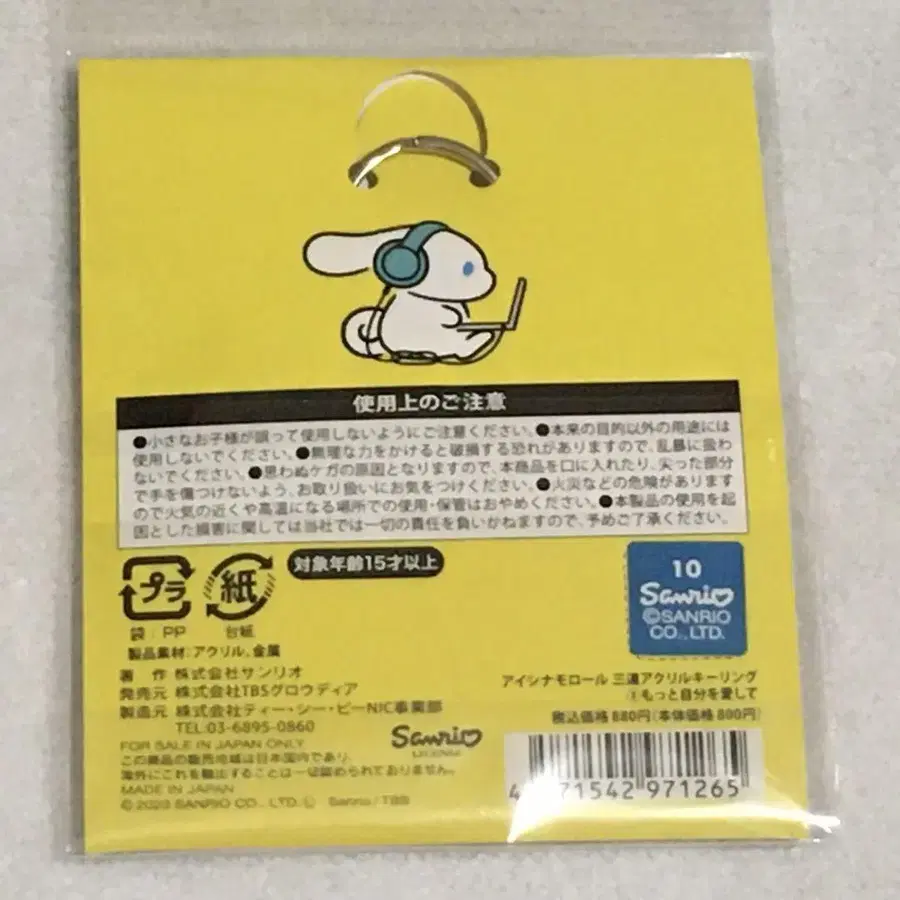 使用上のご注意
●小さなお子様が誤って使用しないようにご注意ください。●本来の目的以外の用途には
使用しないでください。●無理な力をかけると破損する恐れがありますので、乱暴に扱わ
ないでください。●思わぬケガの原因となりますので、本商品を口に入れたり、尖った部分
で手を傷つけないよう、お取り扱いにお気をつけください。●火災などの危険があります
ので火気の近くや高温になる場所での使用・保管はおやめください。●本製品の使用を起
因とした損害に関しては当社では一切の責任を負いかねますので、予めご了承ください。
プラ
紙
対象年齢15才以上
袋:PP
台紙
10
Sanrio
©SANRIO
CO., LTD.
製品素材:アクリル、金属
著 作 株式会社サンリオ
発売元 株式会社TBSグロウディア
製造元 株式会社ティー・シー・ピーNIC事業部
TEL:03-6895-0860
FOR SALE IN JAPAN ONLY
この商品の販売地域は日本国内であり、
海外にこれを輸出することは一切認められておりません。
MADE IN JAPAN
© 2023 SANRIO CO., LTD. Ⓛ Sanrio / TBS
Sanrio
LICENSE
アイシナモロール 三連アクリルキーリング
もっと自分を愛して
税込価格880円(本体価格800円)
4 71542 971265